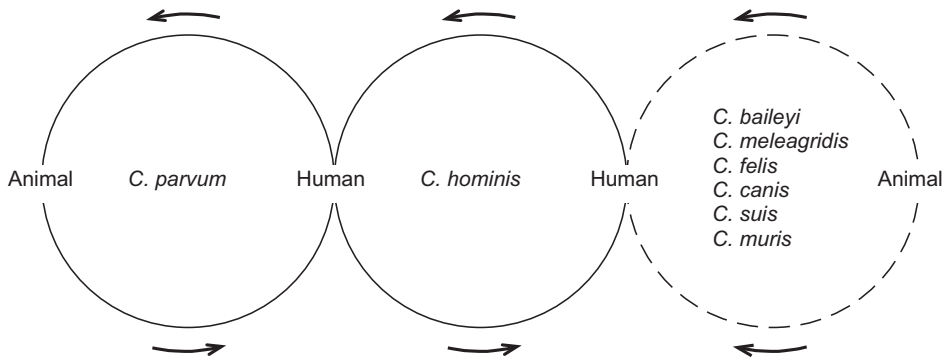 Animal
C. parvum
Human
C. hominis
Human
C. baileyi
C. meleagridis
C. felis
C. canis
C. suis
C. muris
Animal